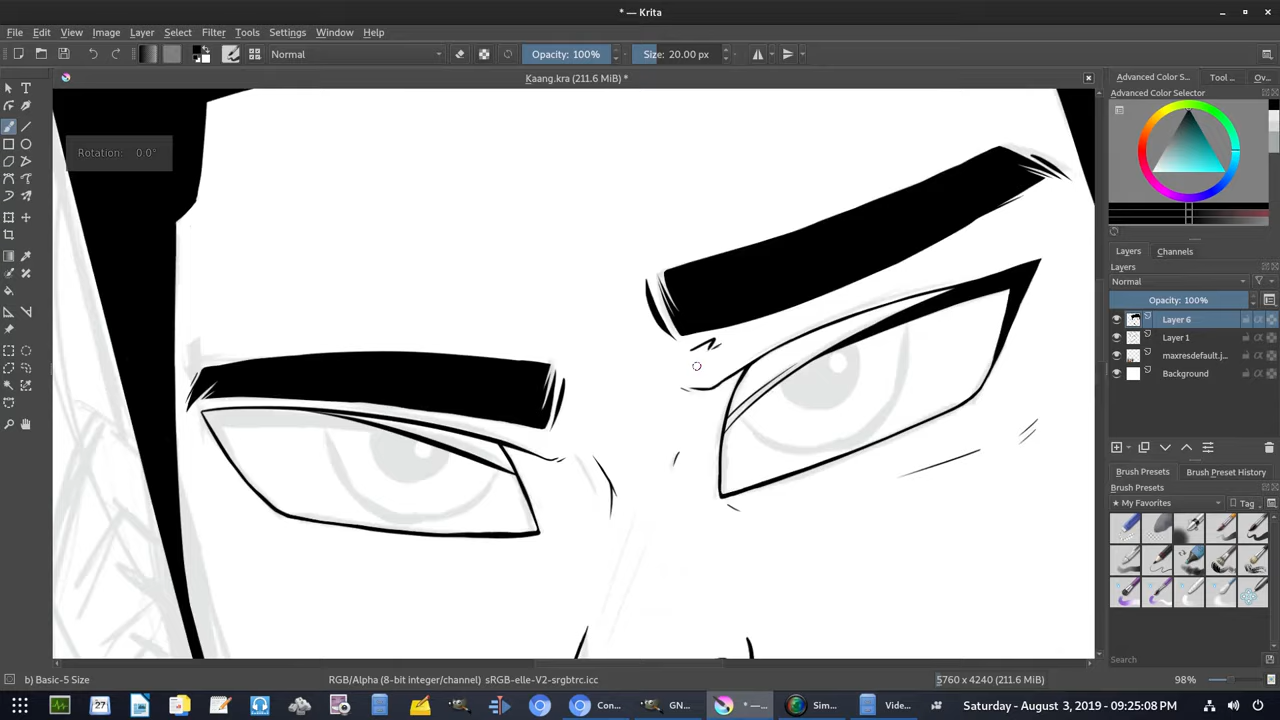 * — Krita
File Edit View Image Layer Select Filter Tools Settings Window Help
Normal Opacity: 100% Size: 20.00 px
Kaang.kra (211.6 MiB) *
Rotation: 0.0°
Advanced Color S... Tool ... Ov...
Advanced Color Selector
Layers Channels
Layers
Normal
Opacity: 100%
Layer 6
Layer 1
maxresdefault.j...
Background
Brush Presets Brush Preset History
Brush Presets
My Favorites Tag
Search
b) Basic-5 Size RGB/Alpha (8-bit integer/channel) sRGB-elle-V2-srgbtrc.icc 5760 x 4240 (211.6 MiB) 98%
27 Con... GN... * —... Sim... Vide... Saturday - August 3, 2019 - 09:25:08 PM